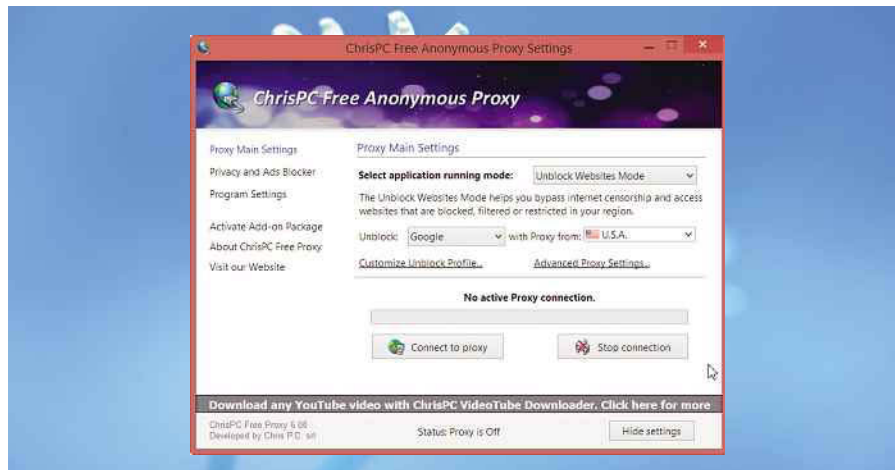 ChrisPC Free Anonymous Proxy Settings
ChrisPC Free Anonymous Proxy
Proxy Main Settings
Privacy and Ads Blocker
Program Settings
Activate Add-on Package
About ChrisPC Free Proxy
Visit our Website
Proxy Main Settings
Select application running mode: Unblock Websites Mode
The Unblock Websites Mode helps you bypass internet censorship and access
websites that are blocked, filtered or restricted in your region.
Unblock: Google with Proxy from: U.S.A.
Customize Unblock Profile... Advanced Proxy Settings...
No active Proxy connection.
Connect to proxy Stop connection
Download any YouTube video with ChrisPC VideoTube Downloader. Click here for more
ChrisPC Free Proxy 6.00
Developed by Chris P.C. srl
Status: Proxy is Off
Hide settings